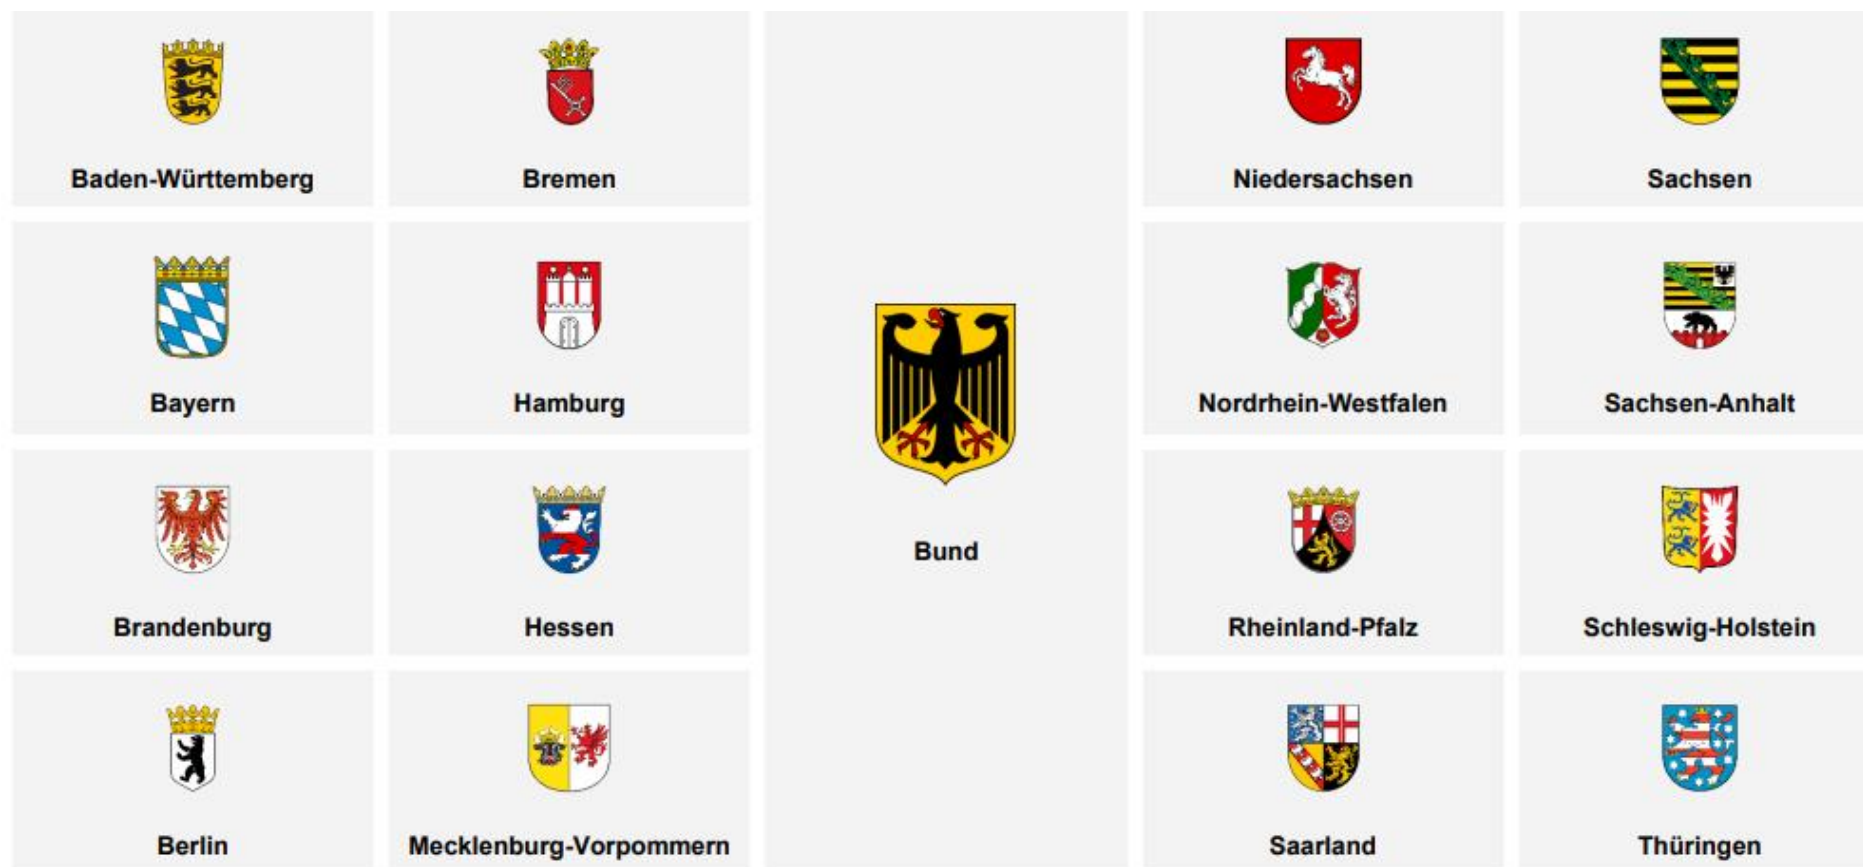 Baden-Württemberg
Bremen
Niedersachsen
Sachsen
Bayern
Hamburg
Nordrhein-Westfalen
Sachsen-Anhalt
Bund
Brandenburg
Hessen
Rheinland-Pfalz
Schleswig-Holstein
Berlin
Mecklenburg-Vorpommern
Saarland
Thüringen